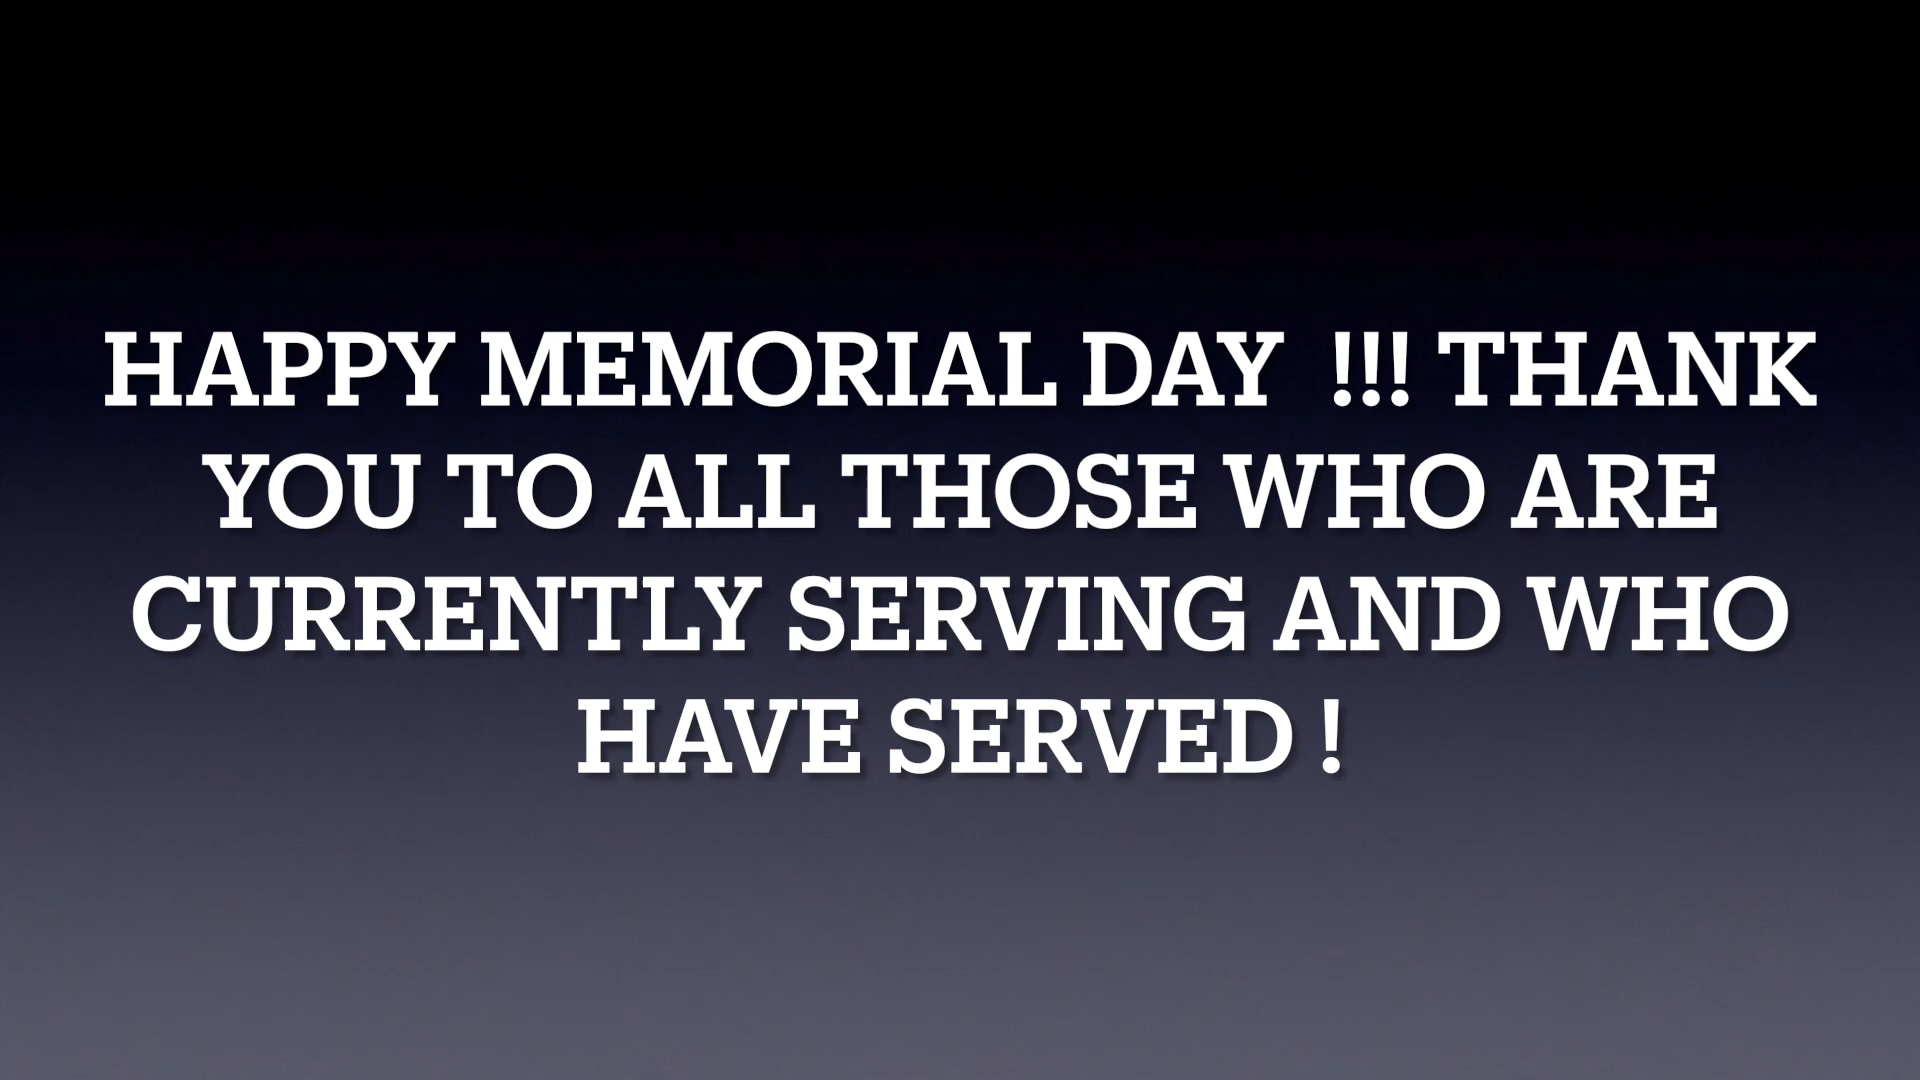 HAPPY MEMORIAL DAY  !!! THANK
YOU TO ALL THOSE WHO ARE
CURRENTLY SERVING AND WHO
HAVE SERVED !